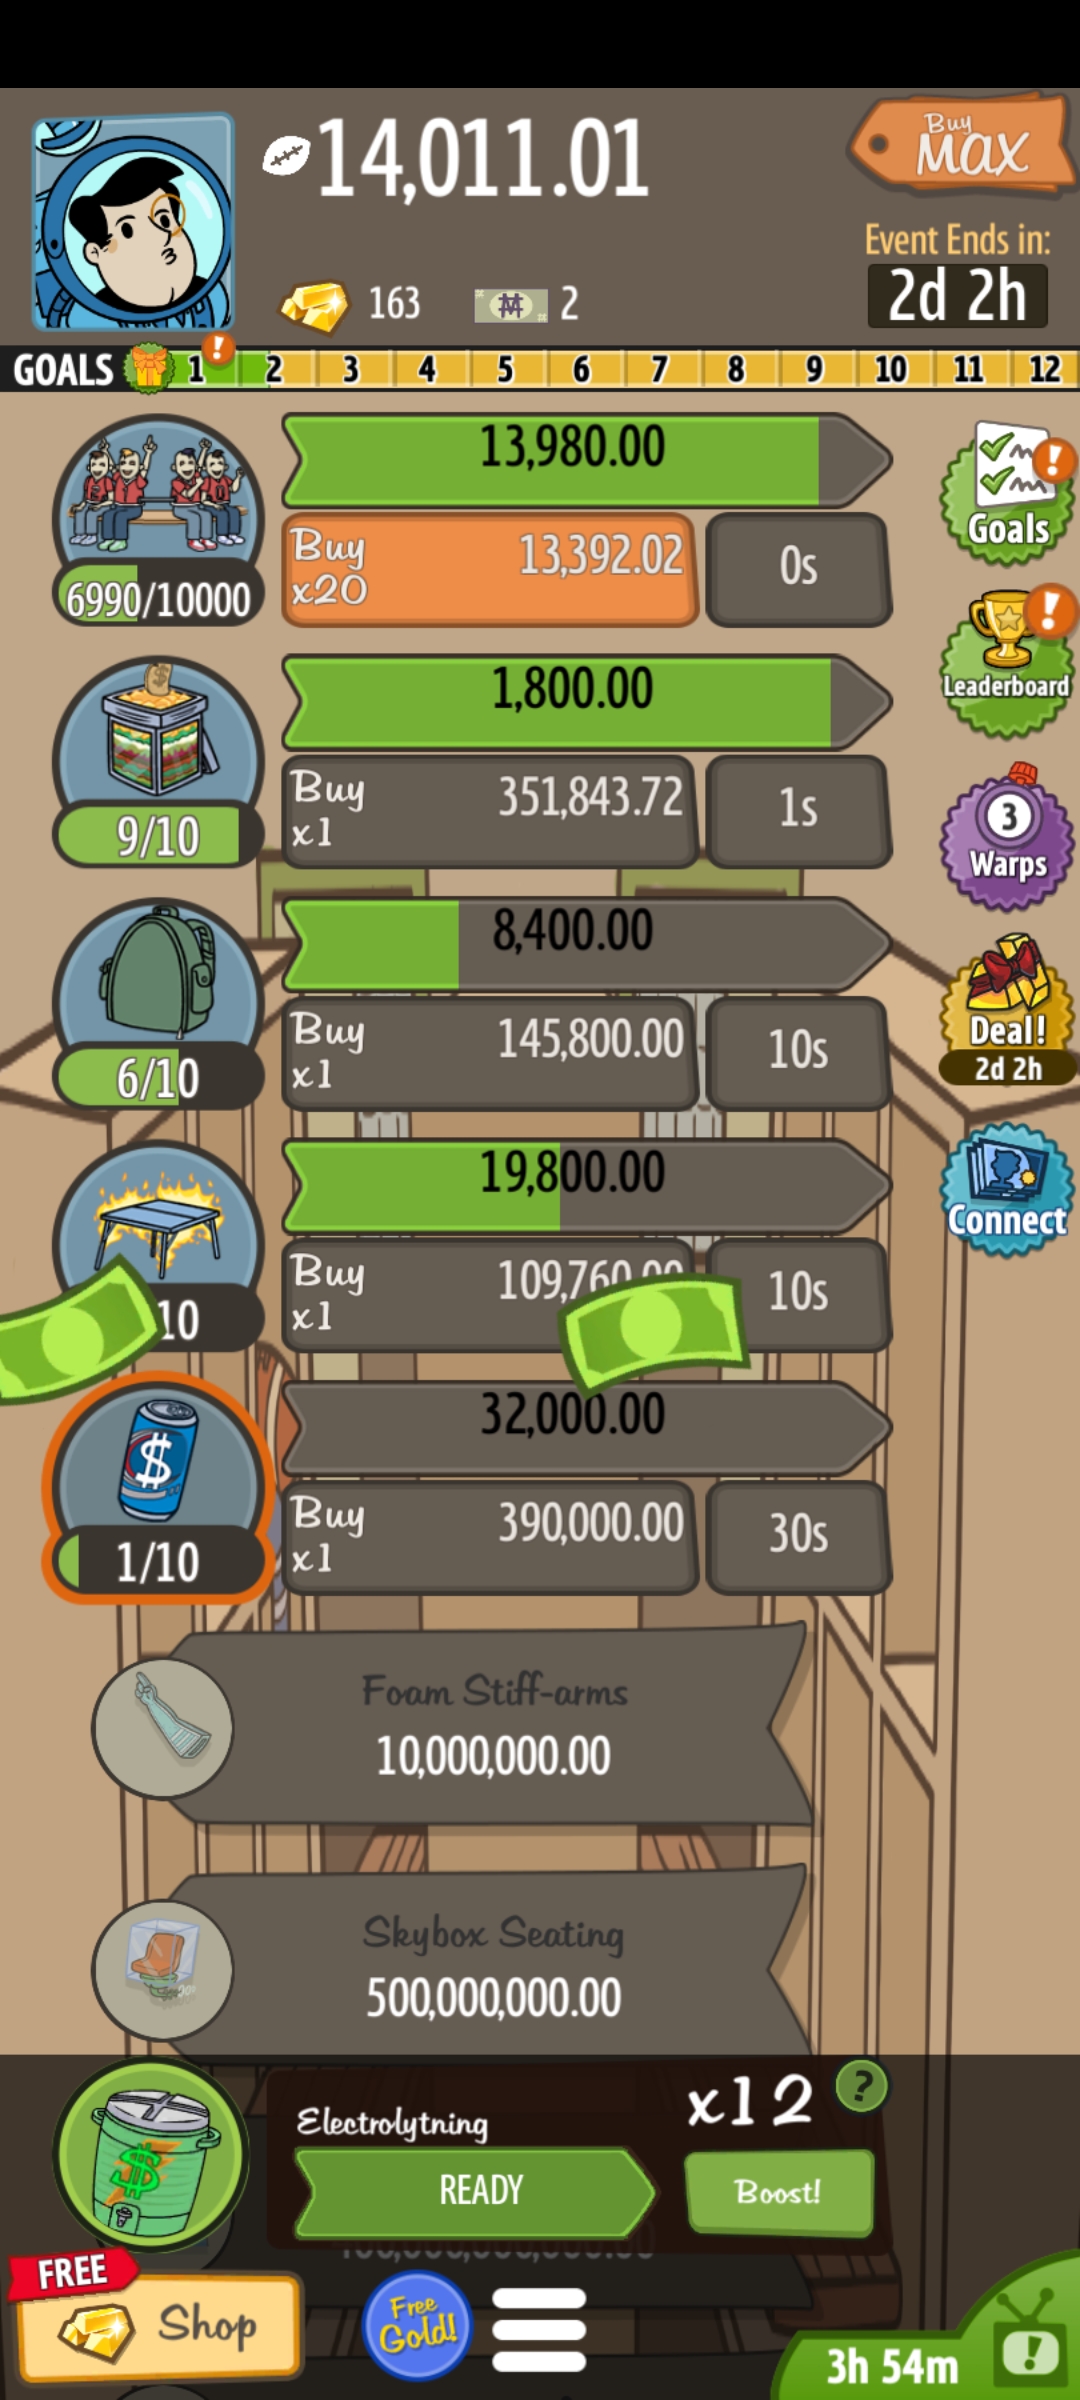 14,011.01
Buy
MAX
Event Ends in:
2d 2h
163
2
GOALS 1 ! 2 3 4 5 6 7 8 9 10 11 12
13,980.00
Buy
x20
13,392.02
0s
6990/10000
!
Goals
1,800.00
Buy
x1
351,843.72
1s
9/10
!
Leaderboard
8,400.00
Buy
x1
145,800.00
10s
6/10
3
Warps
19,800.00
Buy
x1
10s
10
Deal!
2d 2h
32,000.00
Buy
x1
390,000.00
30s
$
1/10
Connect
Foam Stiff-arms
10,000,000.00
Skybox Seating
500,000,000.00
$
Electrolytning
x12
?
READY
Boost!
FREE
Shop
Free
Gold!
3h 54m
!